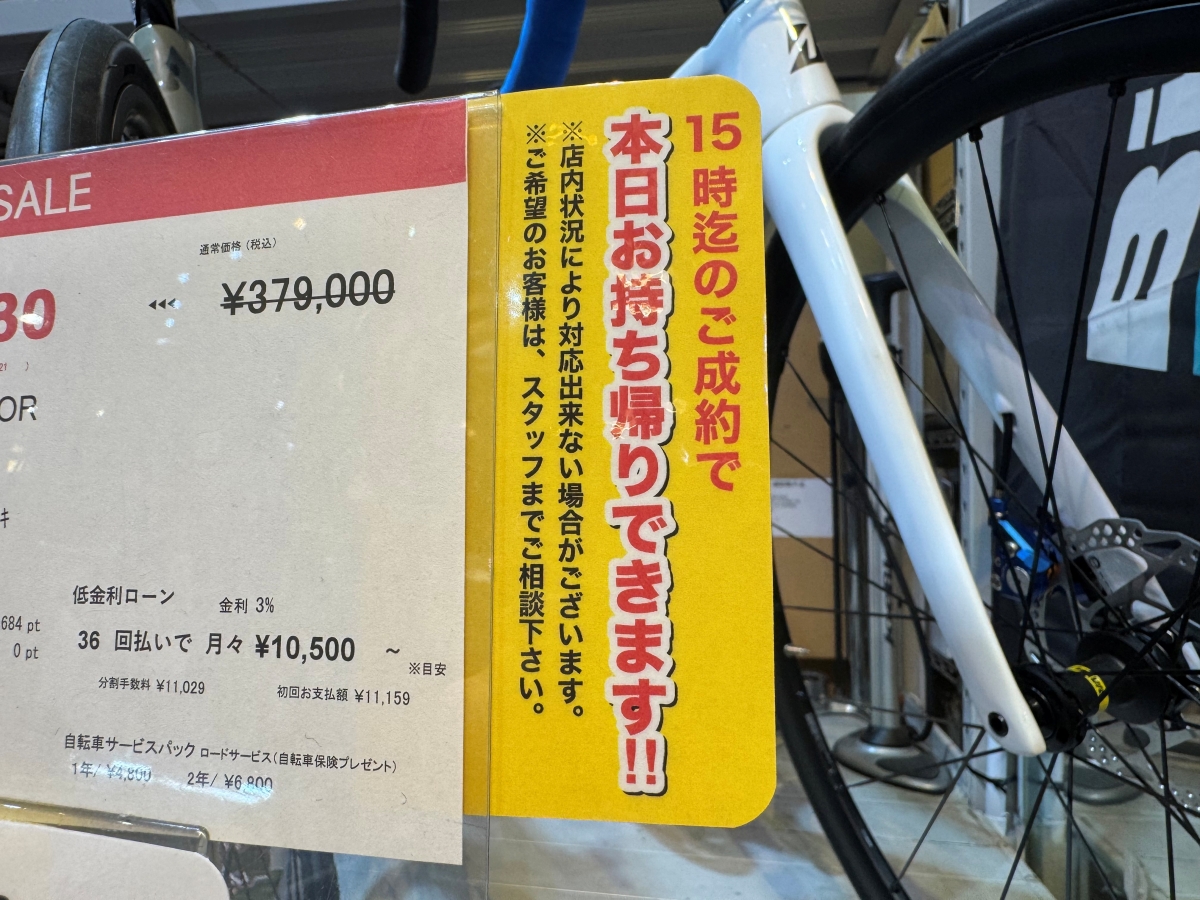 SALE
通常価格（税込）
30
◂◂◂ ¥379,000
21 ）
OR
キ
低金利ローン 金利 3%
684 pt
36 回払いで 月々 ¥10,500 ～
0 pt
※目安
分割手数料 ¥11,029 初回お支払額 ¥11,159
自転車サービスパック ロードサービス（自転車保険プレゼント）
1年/ ¥4,800 2年/ ¥6,800
15時迄のご成約で
本日お持ち帰りできます!!
※店内状況により対応出来ない場合がございます。
※ご希望のお客様は、スタッフまでご相談下さい。